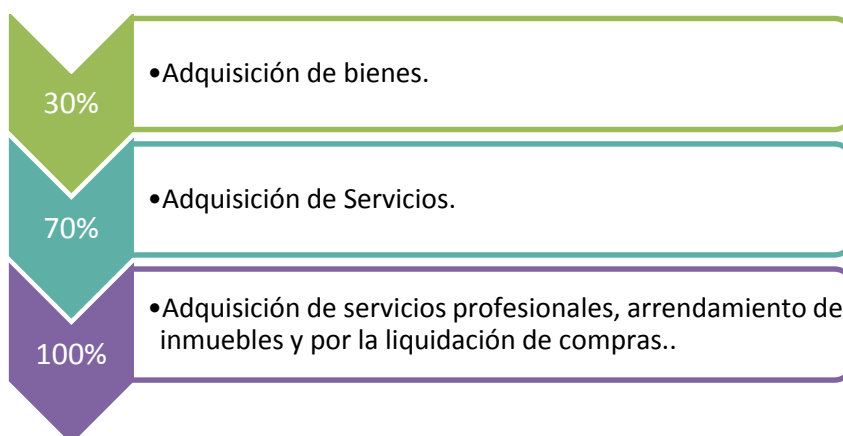 30%
•Adquisición de bienes.
70%
•Adquisición de Servicios.
100%
•Adquisición de servicios profesionales, arrendamiento de
inmuebles y por la liquidación de compras..